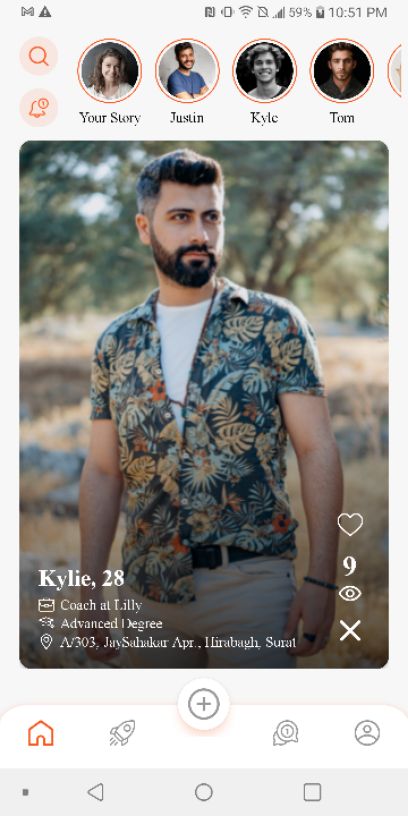 59% 10:51 PM
Your Story
Justin
Kyle
Tom
Kylie, 28
9
Coach at Lilly
Advanced Degree
A/303, JaySahakar Apr., Hirabagh, Surat